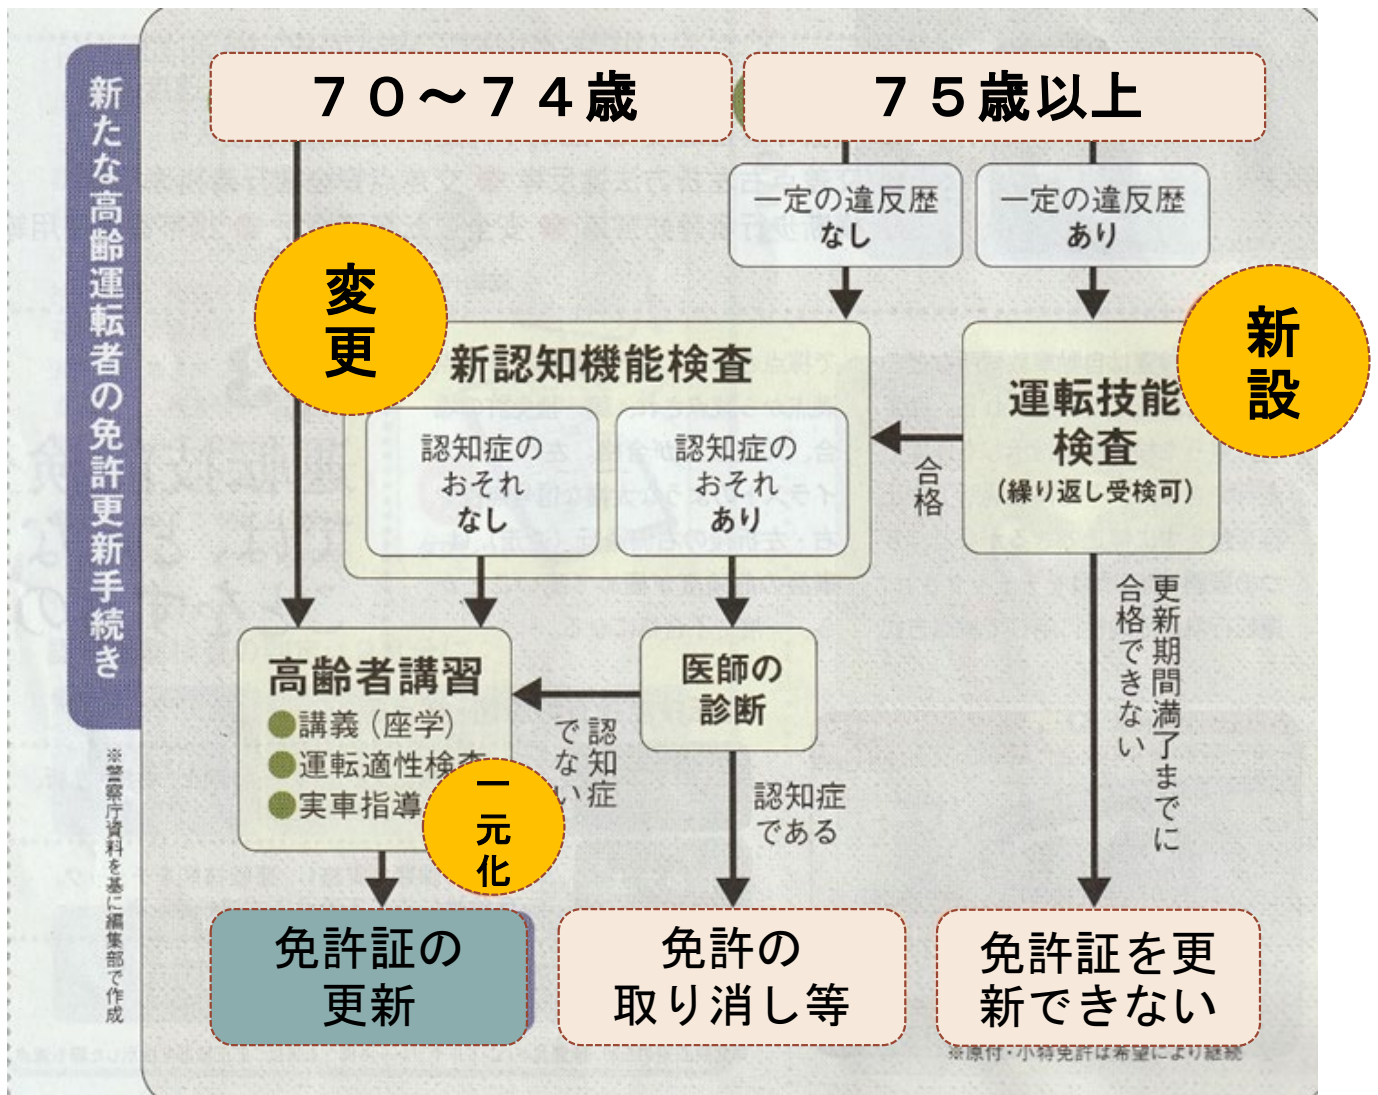 新たな高齢運転者の免許更新手続き
※警察庁資料を基に編集部で作成
７０～７４歳
７５歳以上
一定の違反歴
なし
一定の違反歴
あり
変
更
新
設
新認知機能検査
認知症の
おそれ
なし
認知症の
おそれ
あり
運転技能
検査
(繰り返し受検可)
合格
更新期間満了までに
合格できない
高齢者講習
●講義（座学）
●運転適性検査
●実車指導
一
元
化
医師の
診断
認知症
でない
認知症
である
免許証の
更新
免許の
取り消し等
免許証を更
新できない
※原付・小特免許は希望により継続